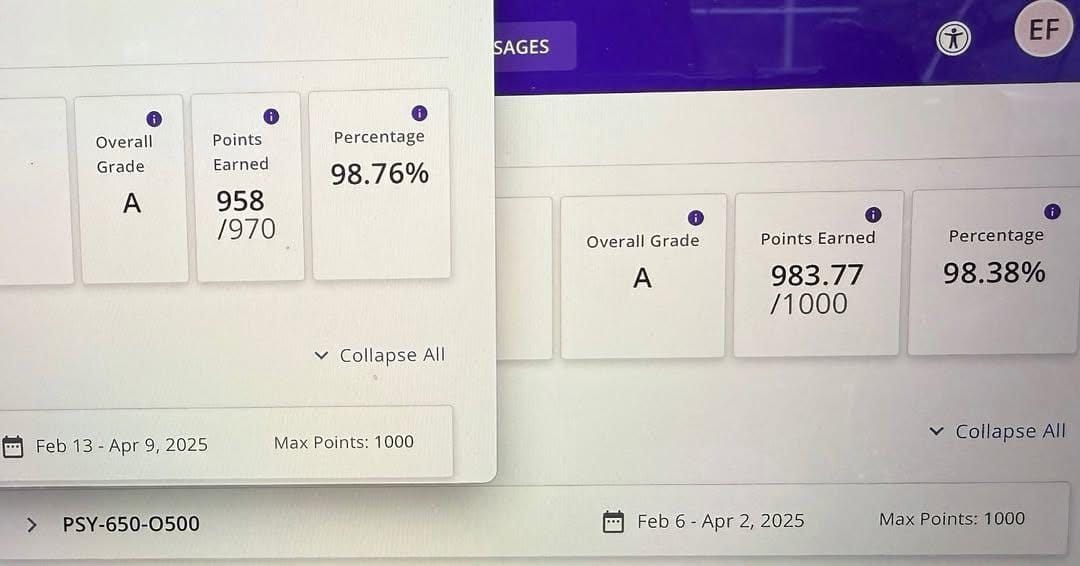 SAGES
EF
Overall
Grade
A
Points
Earned
958
/970
Percentage
98.76%
Collapse All
Feb 13 - Apr 9, 2025
Max Points: 1000
Overall Grade
A
Points Earned
983.77
/1000
Percentage
98.38%
Collapse All
PSY-650-O500
Feb 6 - Apr 2, 2025
Max Points: 1000